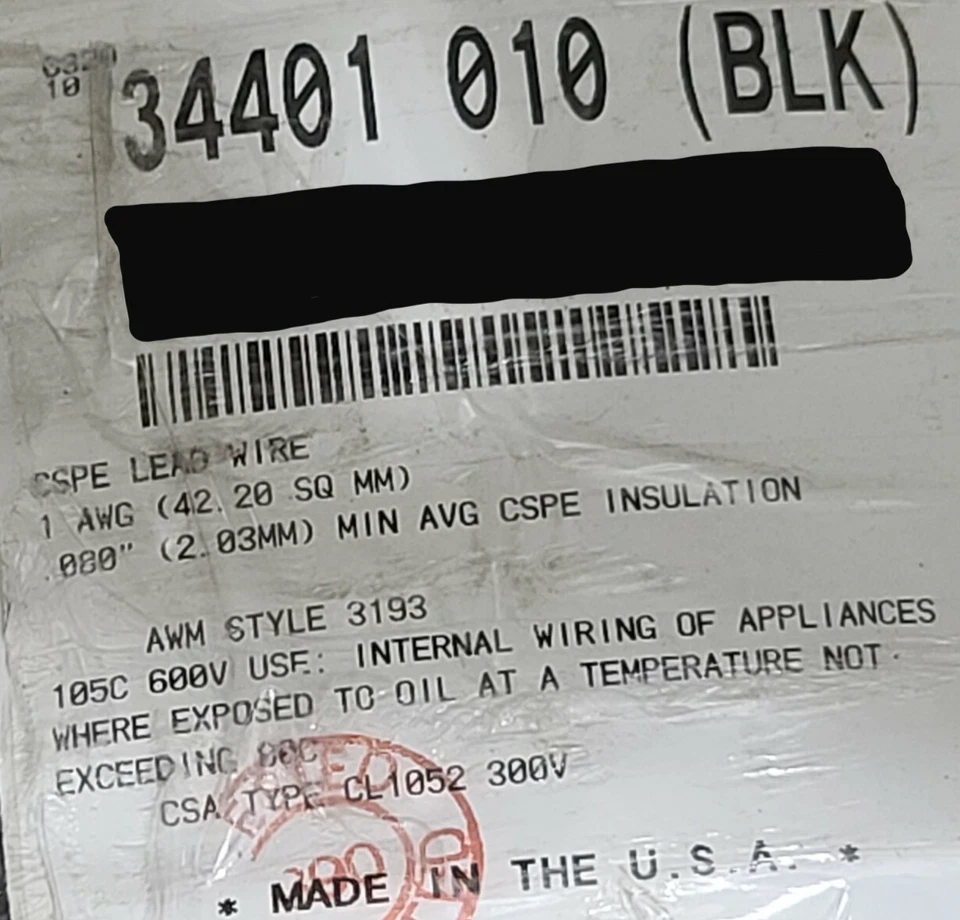 10
34401 010 (BLK)
CSPE LEAD WIRE
1 AWG (42.20 SQ MM)
.080" (2.03MM) MIN AVG CSPE INSULATION
AWM STYLE 3193
105C 600V USE: INTERNAL WIRING OF APPLIANCES
WHERE EXPOSED TO OIL AT A TEMPERATURE NOT
EXCEEDING
CSA TYPE CL1052 300V
* MADE IN THE U.S.A. *